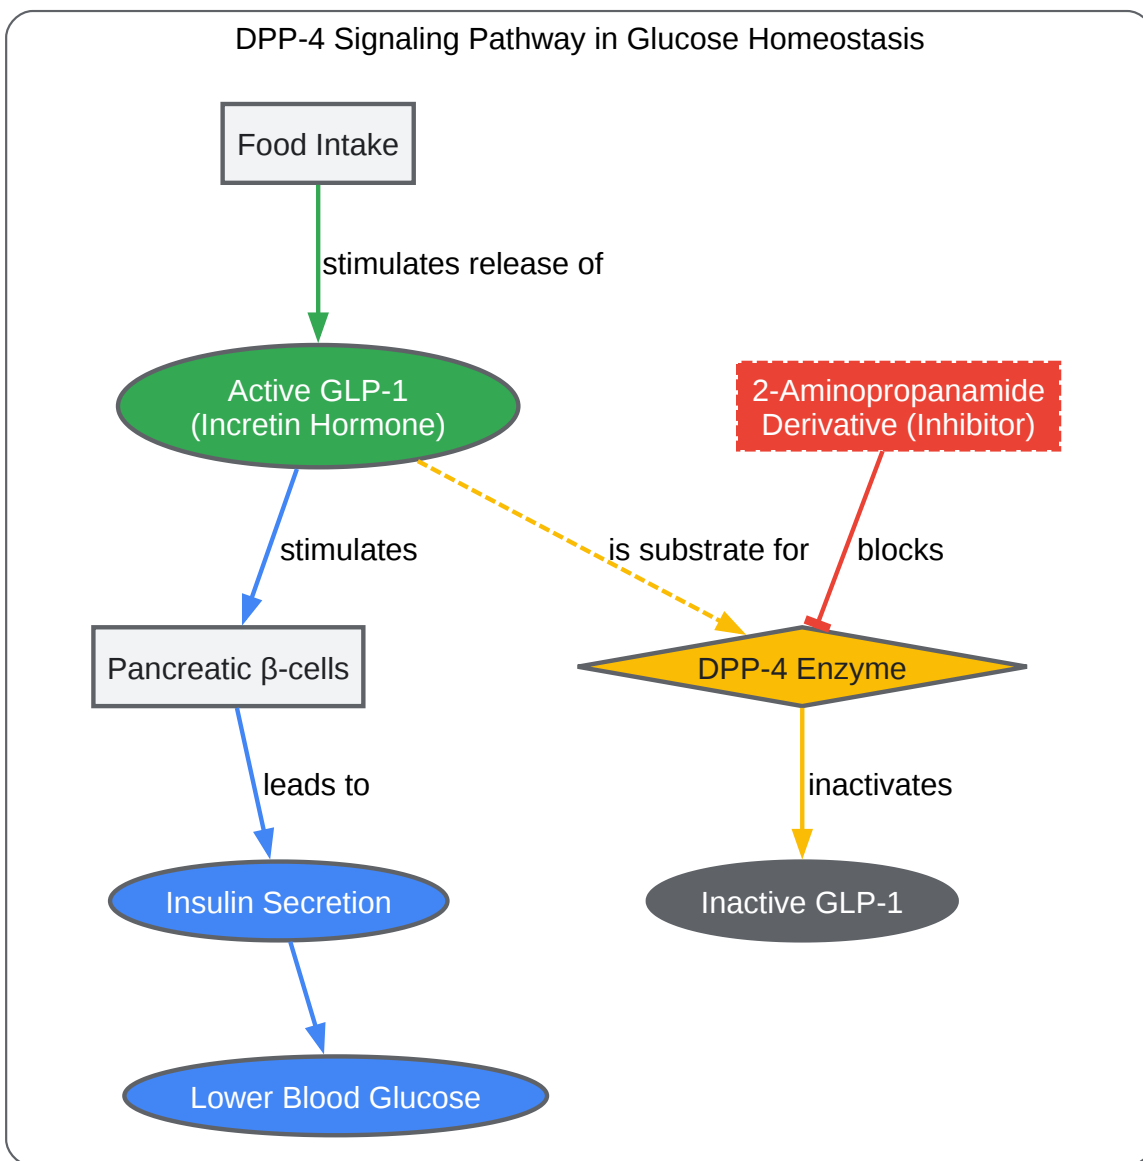 DPP-4 Signaling Pathway in Glucose Homeostasis
Food Intake
stimulates release of
Active GLP-1
(Incretin Hormone)
2-Aminopropanamide
Derivative (Inhibitor)
stimulates
is substrate for
blocks
Pancreatic β-cells
DPP-4 Enzyme
leads to
inactivates
Insulin Secretion
Inactive GLP-1
Lower Blood Glucose